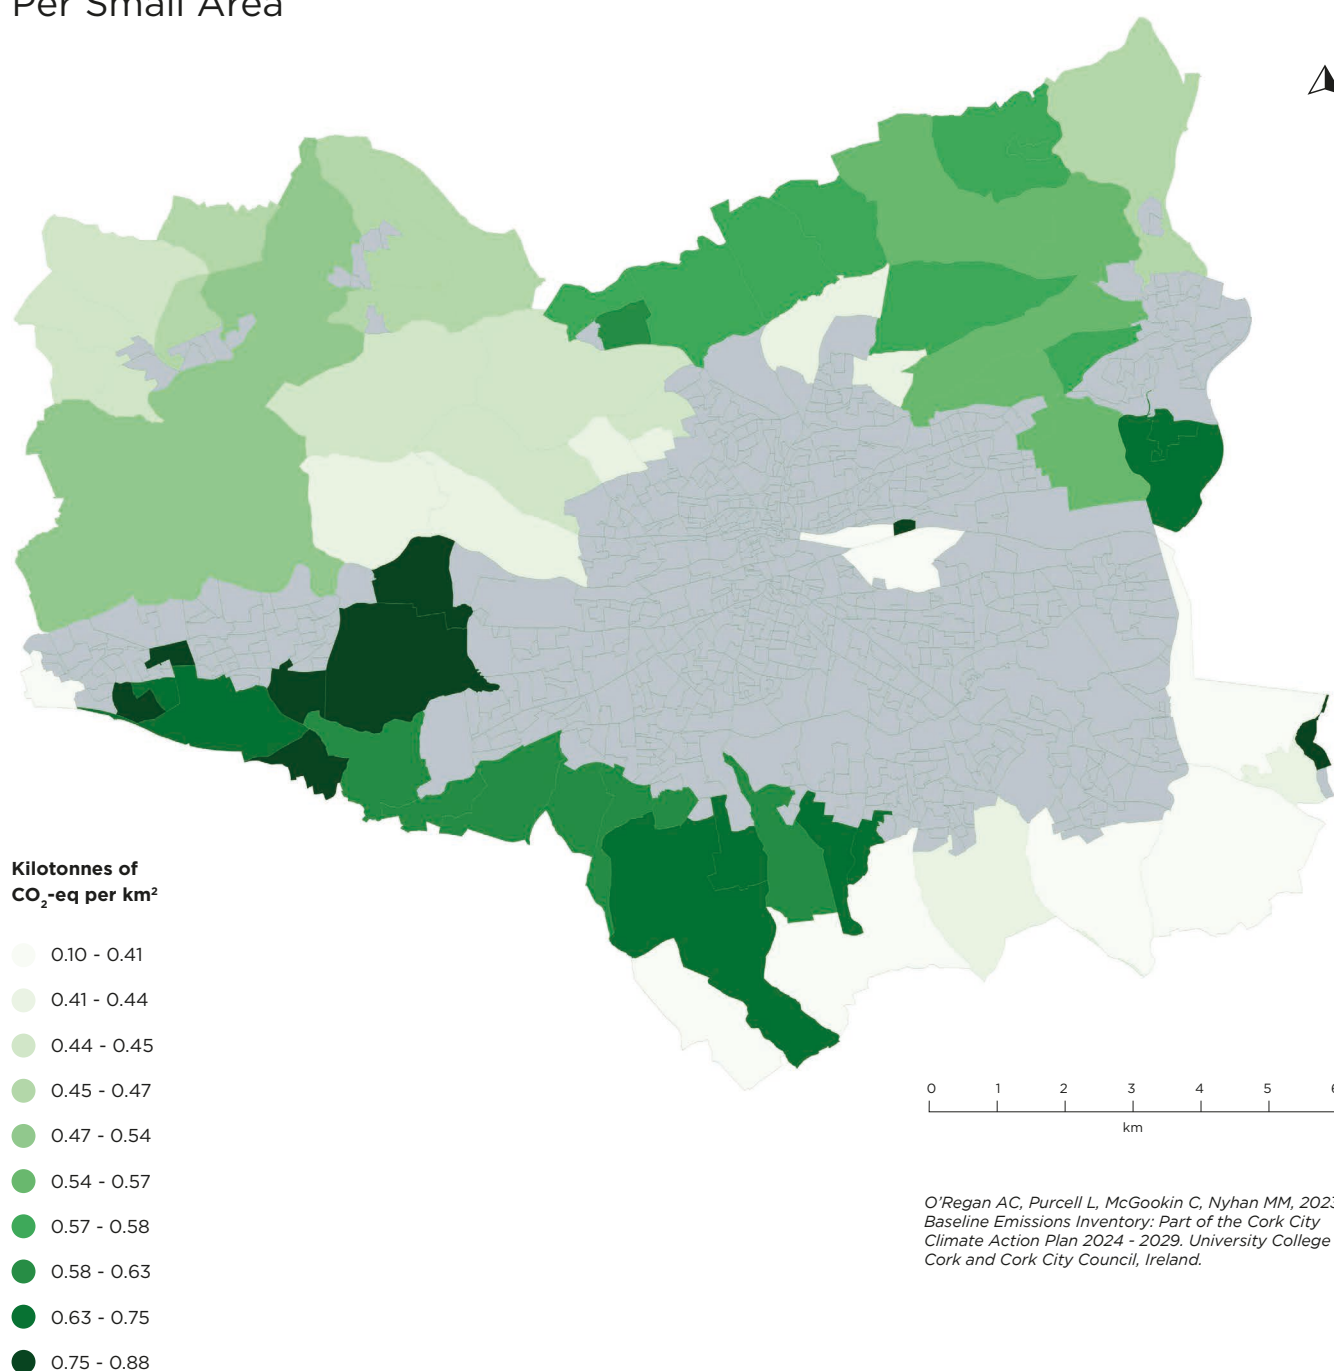 Per Small Area
Kilotonnes of
CO₂-eq per km²
0.10 - 0.41
0.41 - 0.44
0.44 - 0.45
0.45 - 0.47
0.47 - 0.54
0.54 - 0.57
0.57 - 0.58
0.58 - 0.63
0.63 - 0.75
0.75 - 0.88
0 1 2 3 4 5 6
km
O'Regan AC, Purcell L, McGookin C, Nyhan MM, 2023
Baseline Emissions Inventory: Part of the Cork City
Climate Action Plan 2024 - 2029. University College
Cork and Cork City Council, Ireland.